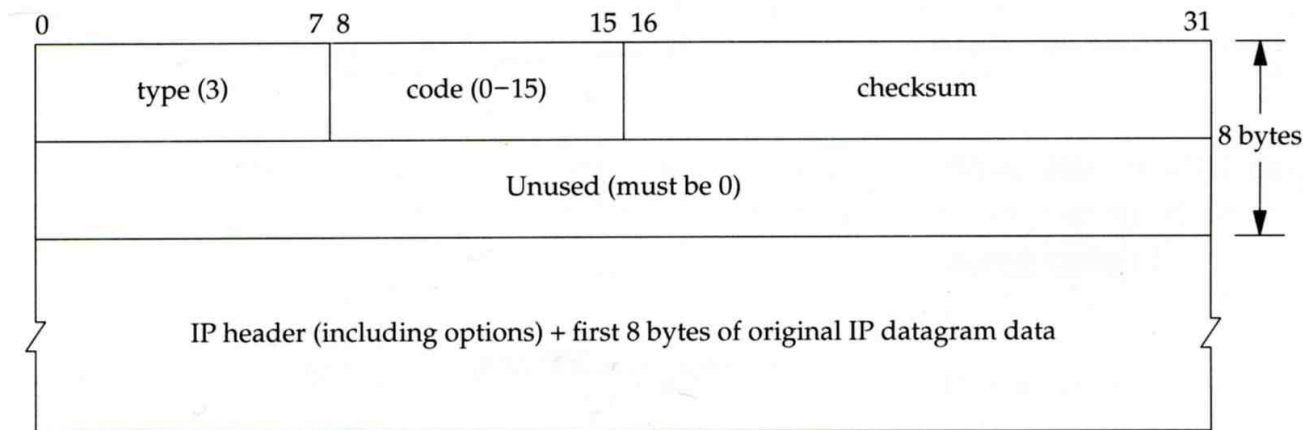 0 7 8 15 16 31
type (3) code (0−15) checksum
8 bytes
Unused (must be 0)
IP header (including options) + first 8 bytes of original IP datagram data